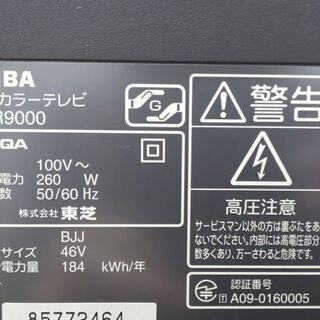 BA
カラーテレビ
R9000
G
QA
100V～
電力 260 W
数 50/60 Hz
株式会社 東芝
BJJ
サイズ 46V
電力量 184 kWh/年
85773464
警告
高圧注意
サービスマン以外の方は裏ぶたをあ
ないでください。内部には高電圧部分
数多くあり、万一さわると危険です。
認証番号
A09-0160005